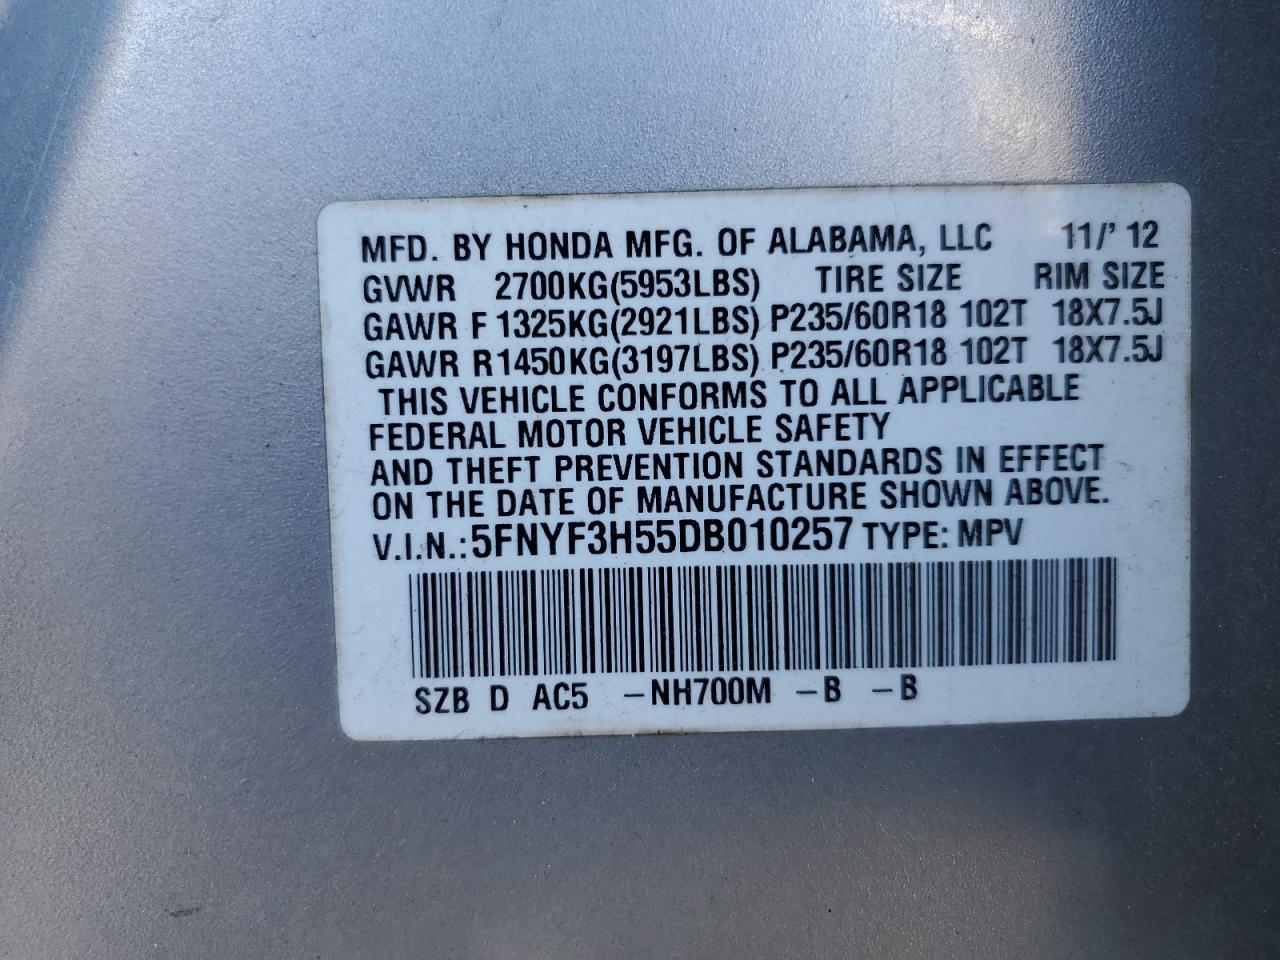 MFD. BY HONDA MFG. OF ALABAMA, LLC 11/' 12
GVWR 2700KG(5953LBS) TIRE SIZE RIM SIZE
GAWR F 1325KG(2921LBS) P235/60R18 102T 18X7.5J
GAWR R1450KG(3197LBS) P235/60R18 102T 18X7.5J
THIS VEHICLE CONFORMS TO ALL APPLICABLE
FEDERAL MOTOR VEHICLE SAFETY
AND THEFT PREVENTION STANDARDS IN EFFECT
ON THE DATE OF MANUFACTURE SHOWN ABOVE.
V.I.N.: 5FNYF3H55DB010257 TYPE: MPV
SZB D AC5 –NH700M –B –B